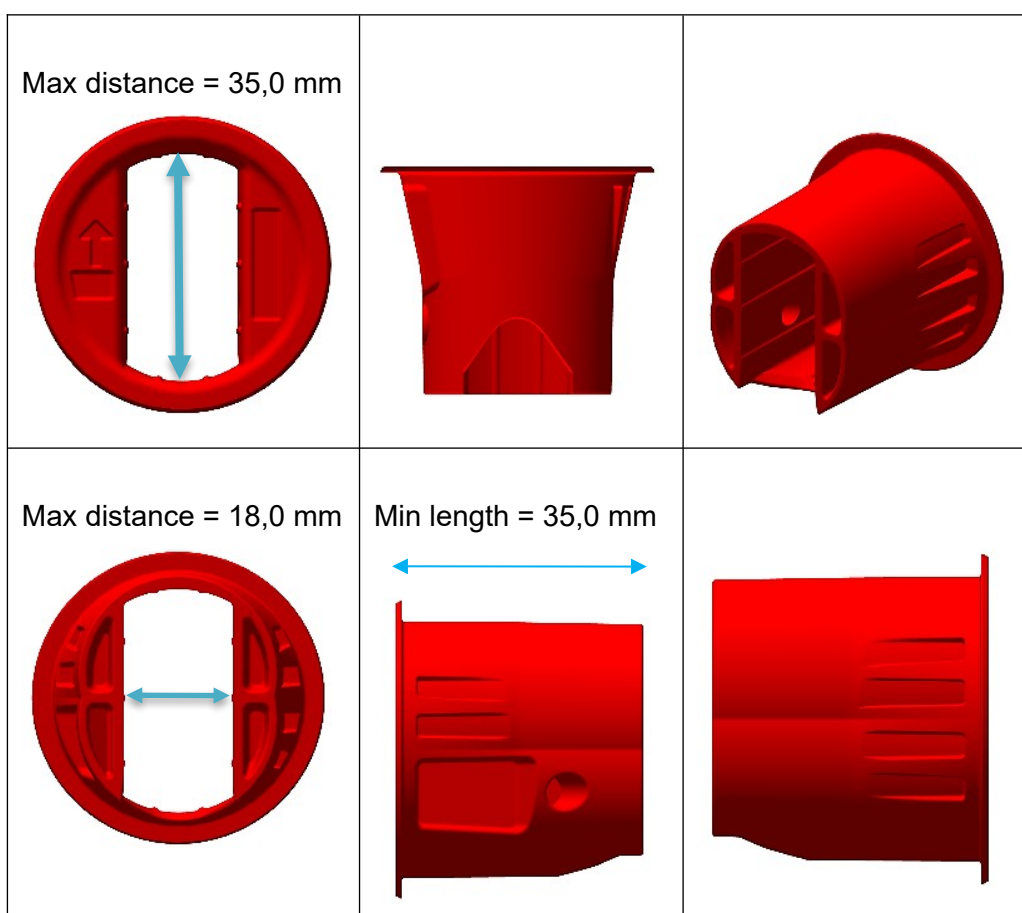 Max distance = 35,0 mm
Max distance = 18,0 mm
Min length = 35,0 mm